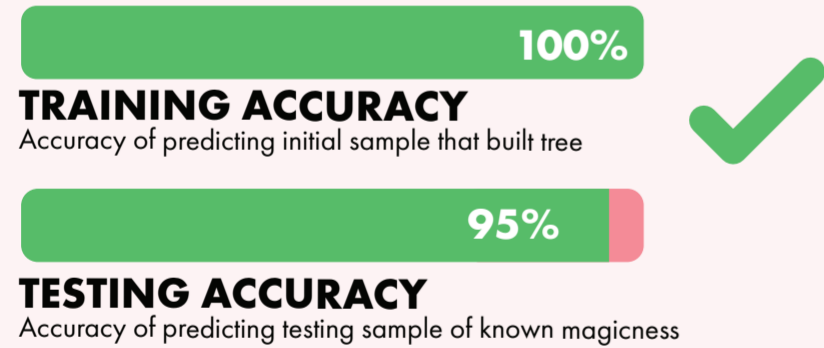 100%
TRAINING ACCURACY
Accuracy of predicting initial sample that built tree
95%
TESTING ACCURACY
Accuracy of predicting testing sample of known magicness